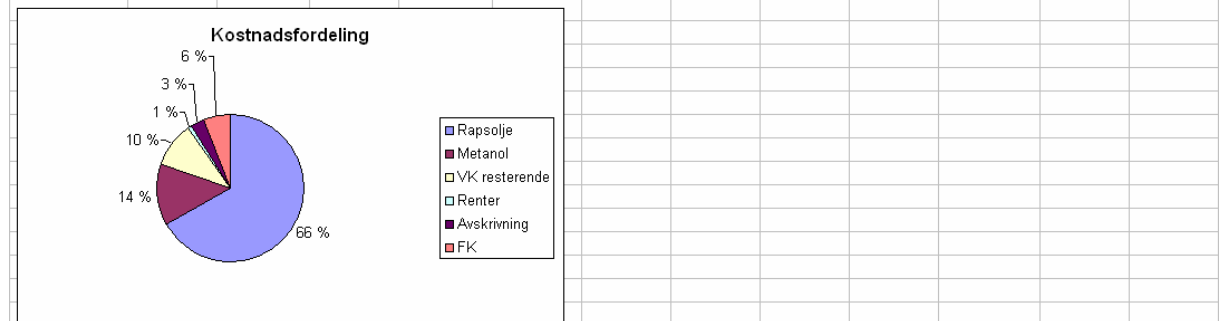 Kostnadsfordeling
6 %
3 %
1 %
10 %
14 %
66 %
Rapsolje
Metanol
VK resterende
Renter
Avskrivning
FK